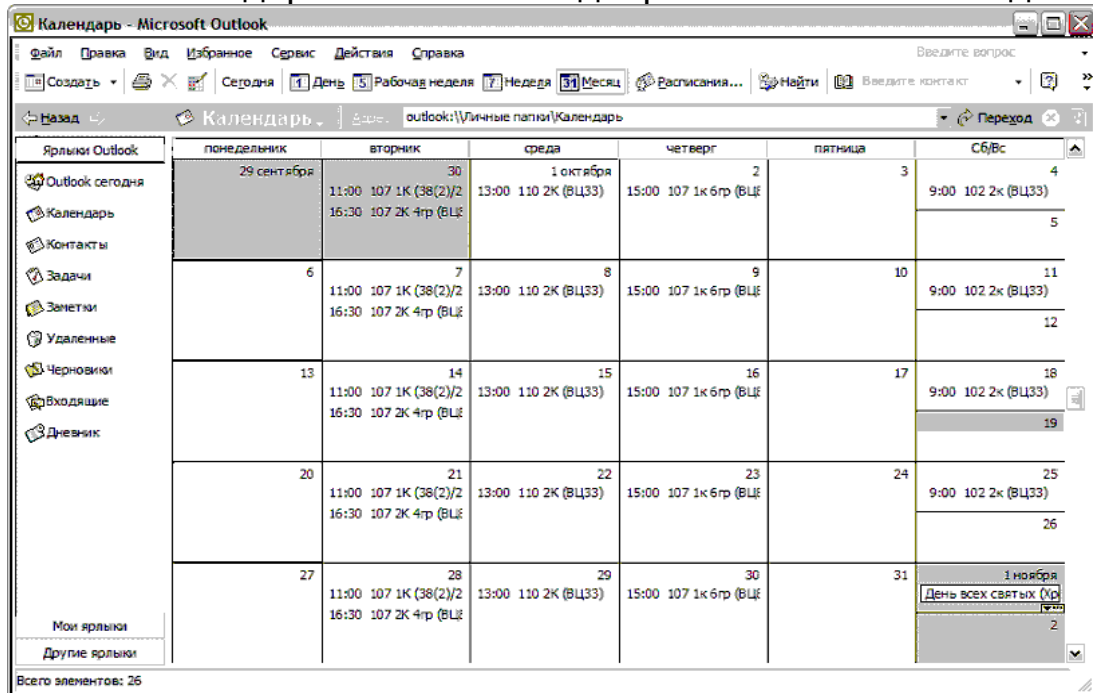 Календарь - Microsoft Outlook
Файл Правка Вид Избранное Сервис Действия Справка Введите вопрос
Создать Сегодня 1 День 5 Рабочая неделя 7 Неделя 31 Месяц Расписания... Найти Введите контакт
Назад Календарь. Адрес: outlook:\\Личные папки\Календарь Переход
Ярлыки Outlook понедельник вторник среда четверг пятница Сб/Вс
29 сентября 30 1 октября 2 3 4
Outlook сегодня 11:00 107 1К (38(2)/2 13:00 110 2К (ВЦ33) 15:00 107 1к 6гр (ВЦ 9:00 102 2к (ВЦ33)
Календарь 16:30 107 2К 4гр (ВЦ
5
Контакты
Задачи 6 7 8 9 10 11
11:00 107 1К (38(2)/2 13:00 110 2К (ВЦ33) 15:00 107 1к 6гр (ВЦ 9:00 102 2к (ВЦ33)
Заметки 16:30 107 2К 4гр (ВЦ
12
Удаленные
Черновики 13 14 15 16 17 18
11:00 107 1К (38(2)/2 13:00 110 2К (ВЦ33) 15:00 107 1к 6гр (ВЦ 9:00 102 2к (ВЦ33)
Входящие 16:30 107 2К 4гр (ВЦ
Дневник 19
20 21 22 23 24 25
11:00 107 1К (38(2)/2 13:00 110 2К (ВЦ33) 15:00 107 1к 6гр (ВЦ 9:00 102 2к (ВЦ33)
16:30 107 2К 4гр (ВЦ
26
27 28 29 30 31 1 ноября
11:00 107 1К (38(2)/2 13:00 110 2К (ВЦ33) 15:00 107 1к 6гр (ВЦ День всех святых (Хр
16:30 107 2К 4гр (ВЦ
Мои ярлыки 2
Другие ярлыки
Всего элементов: 26